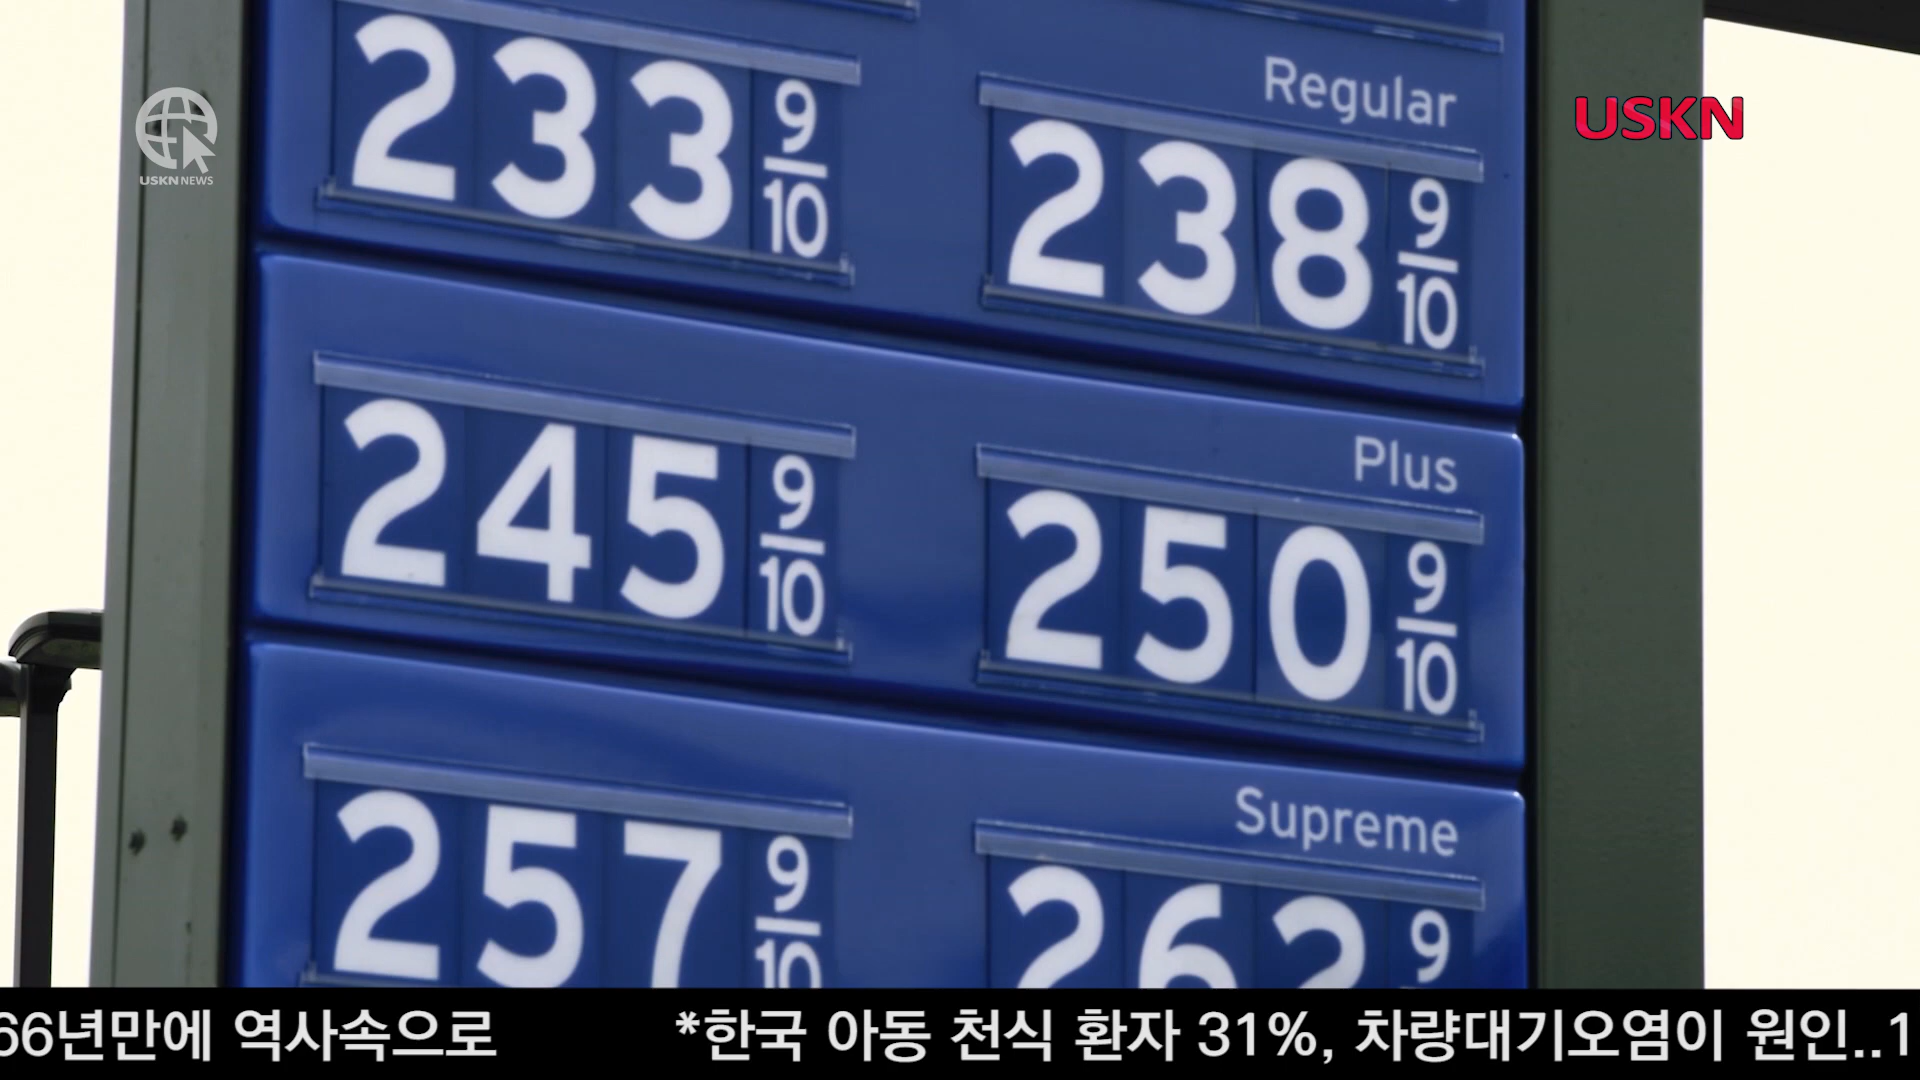 233 9/10
Regular
238 9/10
USKN
USKN NEWS
245 9/10
Plus
250 9/10
257 9/10
Supreme
262 9
66년만에 역사속으로
*한국 아동 천식 환자 31%, 차량대기오염이 원인..1